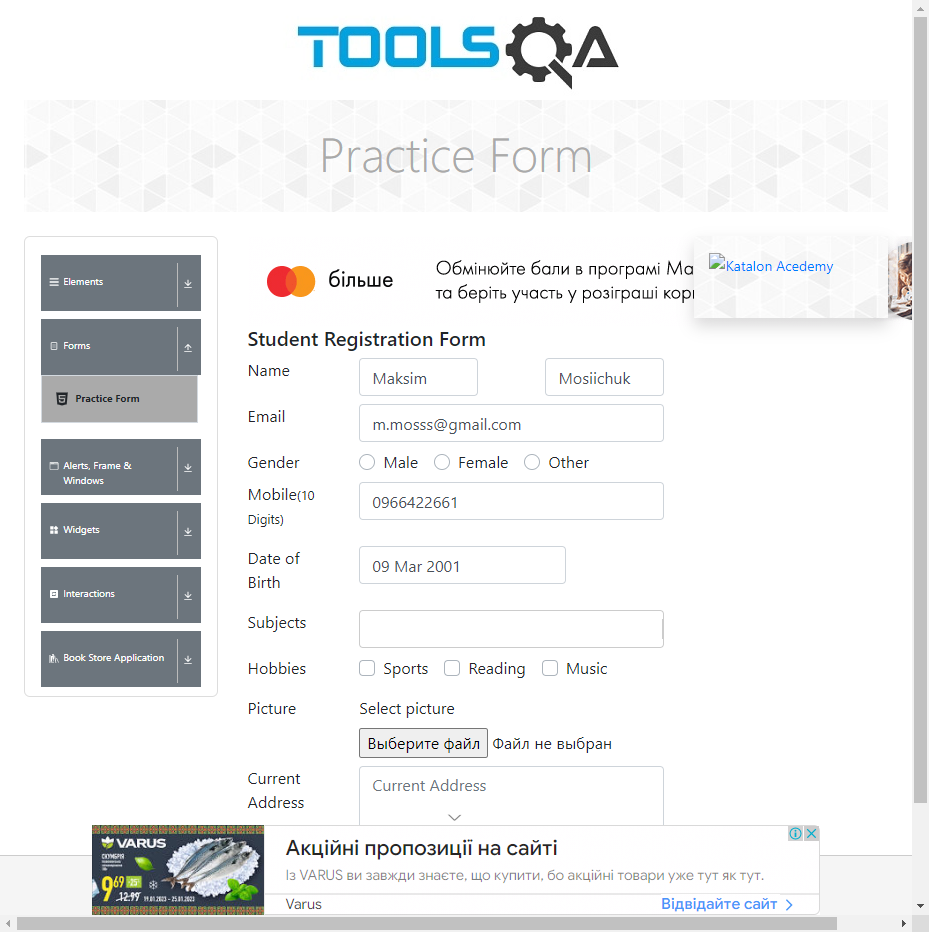 TOOLSQA
Practice Form
Elements
Forms
Practice Form
Alerts, Frame &
Windows
Widgets
Interactions
Book Store Application
більше
Обмінюйте бали в програмі Ма
та беріть участь у розіграші кор
Katalon Acedemy
Student Registration Form
Name Maksim Mosiichuk
Email m.mosss@gmail.com
Gender Male Female Other
Mobile(10 0966422661
Digits)
Date of 09 Mar 2001
Birth
Subjects
Hobbies Sports Reading Music
Picture Select picture
Выберите файл Файл не выбран
Current Current Address
Address
VARUS
СКУМБРІЯ
9 69 -25%
12.99 19.01.2023 - 25.01.2023
Акційні пропозиції на сайті
Із VARUS ви завжди знаєте, що купити, бо акційні товари уже тут як тут.
Varus Відвідайте сайт